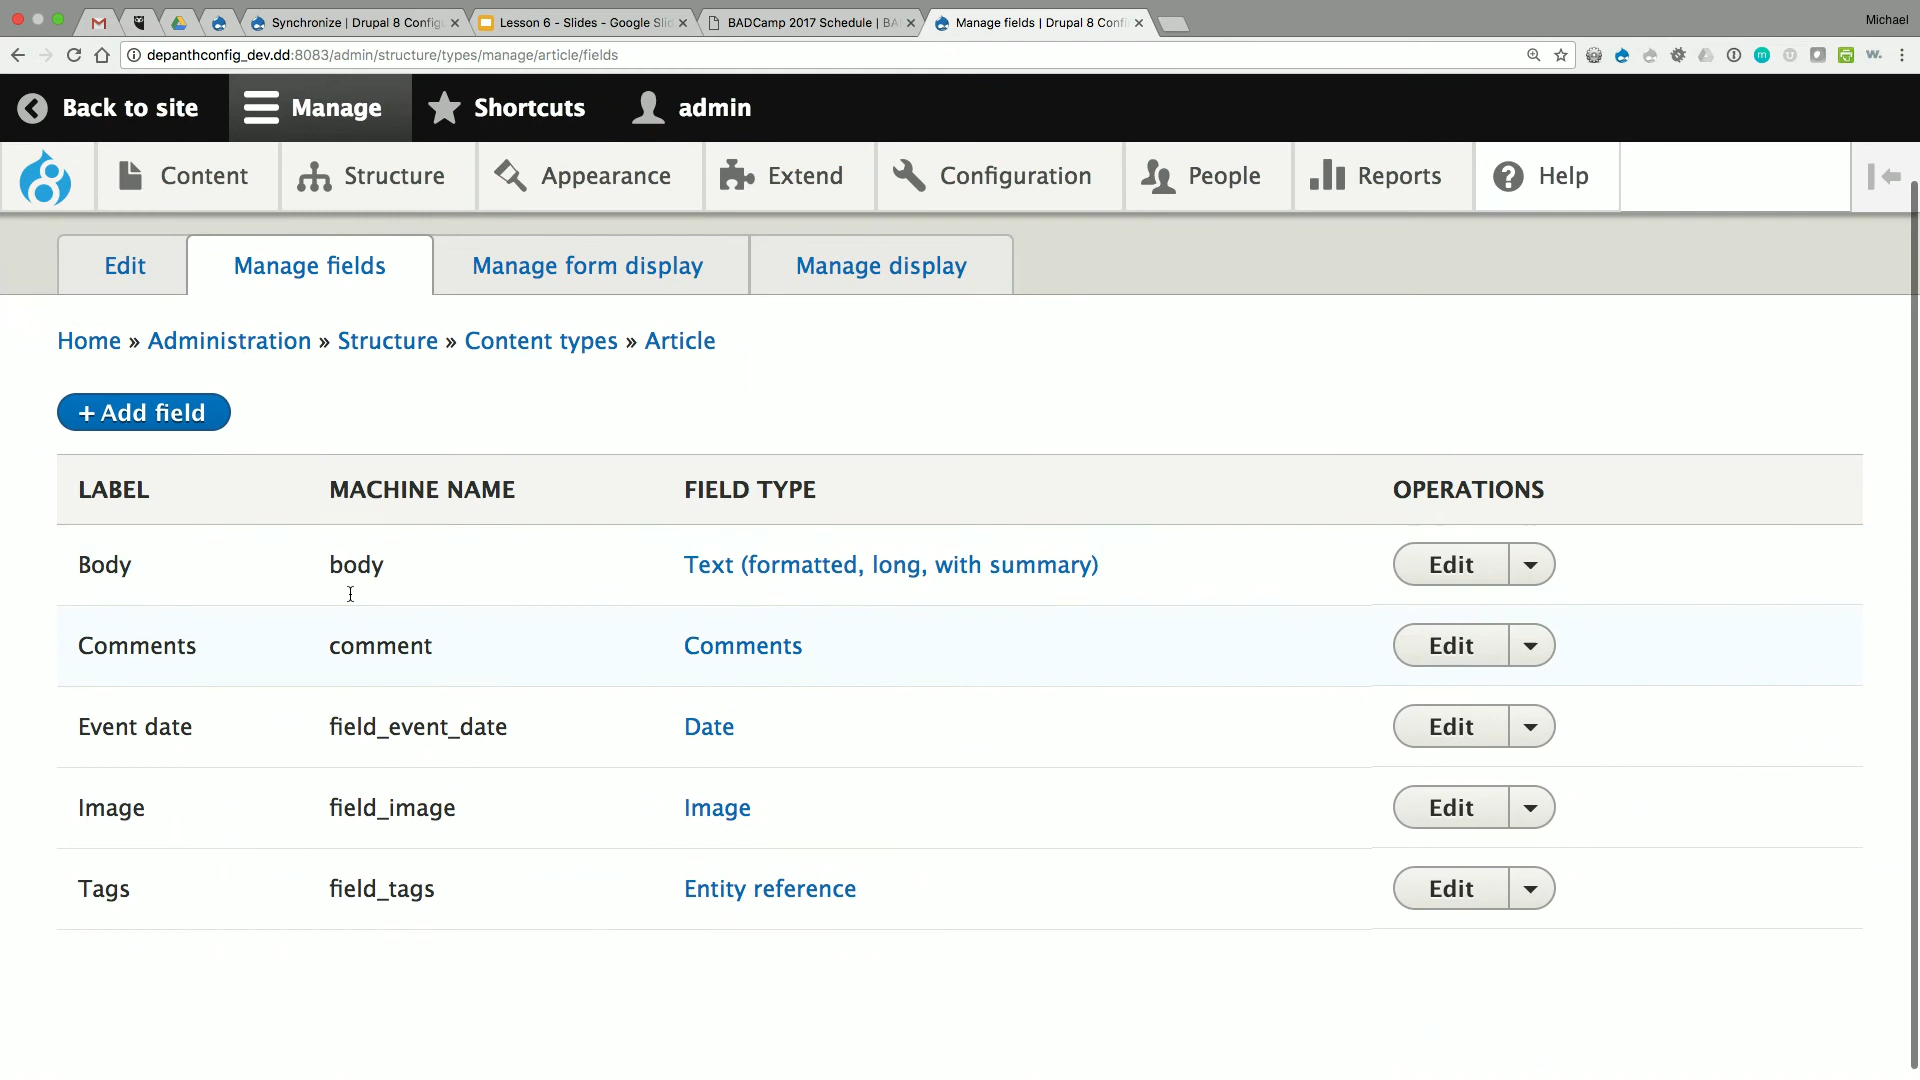 Synchronize | Drupal 8 Config
Lesson 6 - Slides - Google Slid
BADCamp 2017 Schedule | BA
Manage fields | Drupal 8 Confi
Michael
depanthconfig_dev.dd:8083/admin/structure/types/manage/article/fields
Back to site
Manage
Shortcuts
admin
Content
Structure
Appearance
Extend
Configuration
People
Reports
Help
Edit
Manage fields
Manage form display
Manage display
Home » Administration » Structure » Content types » Article
+ Add field
LABEL MACHINE NAME FIELD TYPE OPERATIONS
Body body Text (formatted, long, with summary) Edit
Comments comment Comments Edit
Event date field_event_date Date Edit
Image field_image Image Edit
Tags field_tags Entity reference Edit